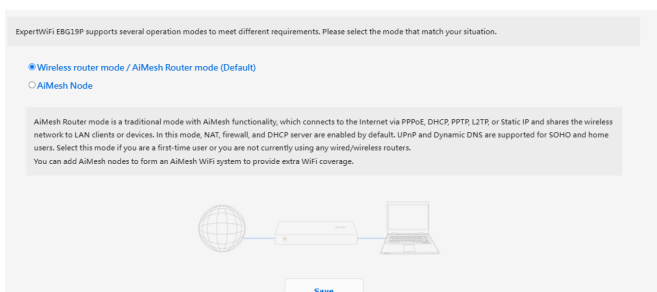 ExpertWiFi EBG19P supports several operation modes to meet different requirements. Please select the mode that match your situation.
Wireless router mode / AiMesh Router mode (Default)
AiMesh Node
AiMesh Router mode is a traditional mode with AiMesh functionality, which connects to the Internet via PPPoE, DHCP, PPTP, L2TP, or Static IP and shares the wireless
network to LAN clients or devices. In this mode, NAT, firewall, and DHCP server are enabled by default. UPnP and Dynamic DNS are supported for SOHO and home
users. Select this mode if you are a first-time user or you are not currently using any wired/wireless routers.
You can add AiMesh nodes to form an AiMesh WiFi system to provide extra WiFi coverage.
Save